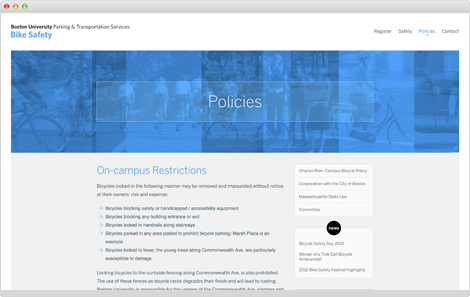 Boston University Parking & Transportation Services
Bike Safety
Register Safety Policies Contact
Policies
On-campus Restrictions
Bicycles locked in the following manner may be removed and impounded without notice
at their owners' risk and expense:
Bicycles blocking safety or handicapped / accessibility equipment
Bicycles blocking any building entrance or exit
Bicycles locked to handrails along stairways
Bicycles parked in any area posted to prohibit bicycle parking; Marsh Plaza is an
example
Bicycles locked to trees; the young trees along Commonwealth Ave. are particularly
susceptible to damage
Locking bicycles to the curbside fencing along Commonwealth Ave. is also prohibited.
The use of these fences as bicycle racks degrades their finish and will lead to rusting.
Boston University is responsible for the upkeep of the Commonwealth Ave. planters and
Charles River Campus Bicycle Policy
Cooperation with the City of Boston
Massachusetts State Law
Committee
news
Bicycle Safety Day 2013
Winner of a Trek Earl Bicycle
Announced!
2012 Bike Safety Festival Highlights